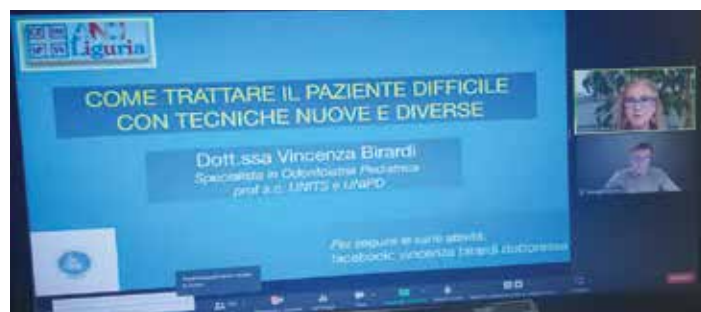 ANDI
Liguria
COME TRATTARE IL PAZIENTE DIFFICILE
CON TECNICHE NUOVE E DIVERSE
Dott.ssa Vincenza Birardi
Specialista in Odontoiatria Pediatrica
prof a.c. UNITS e UNIPD
Per seguire le varie attività:
facebook: vincenza birardi dottoressa